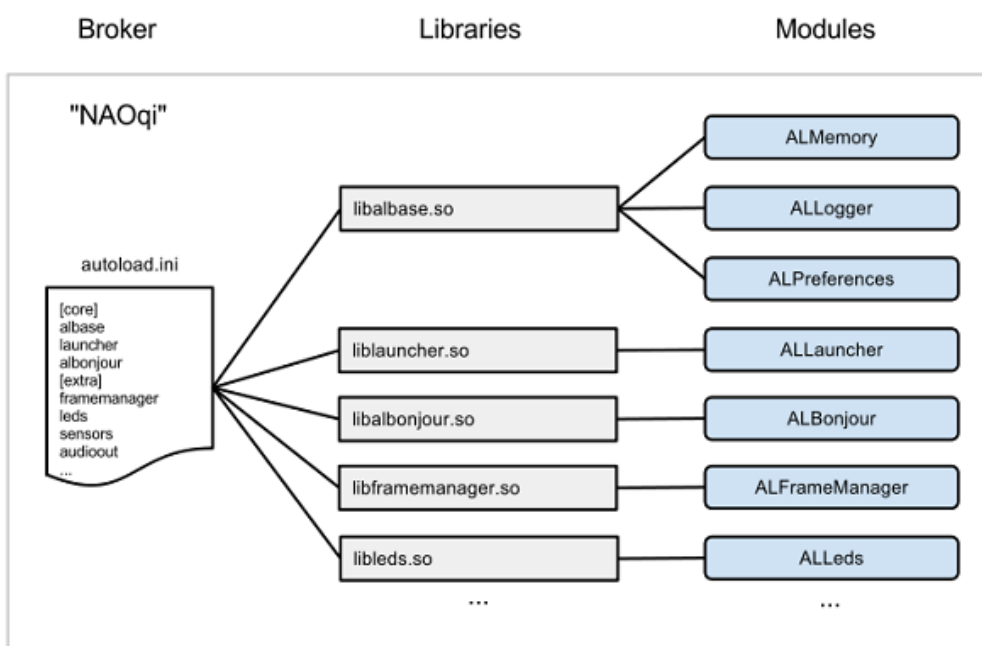 Broker
Libraries
Modules
"NAOqi"
autoload.ini
[core]
albase
launcher
albonjour
[extra]
framemanager
leds
sensors
audioout
...
libalbase.so
liblauncher.so
libalbonjour.so
libframemanager.so
libleds.so
...
ALMemory
ALLogger
ALPreferences
ALLauncher
ALBonjour
ALFrameManager
ALLeds
...